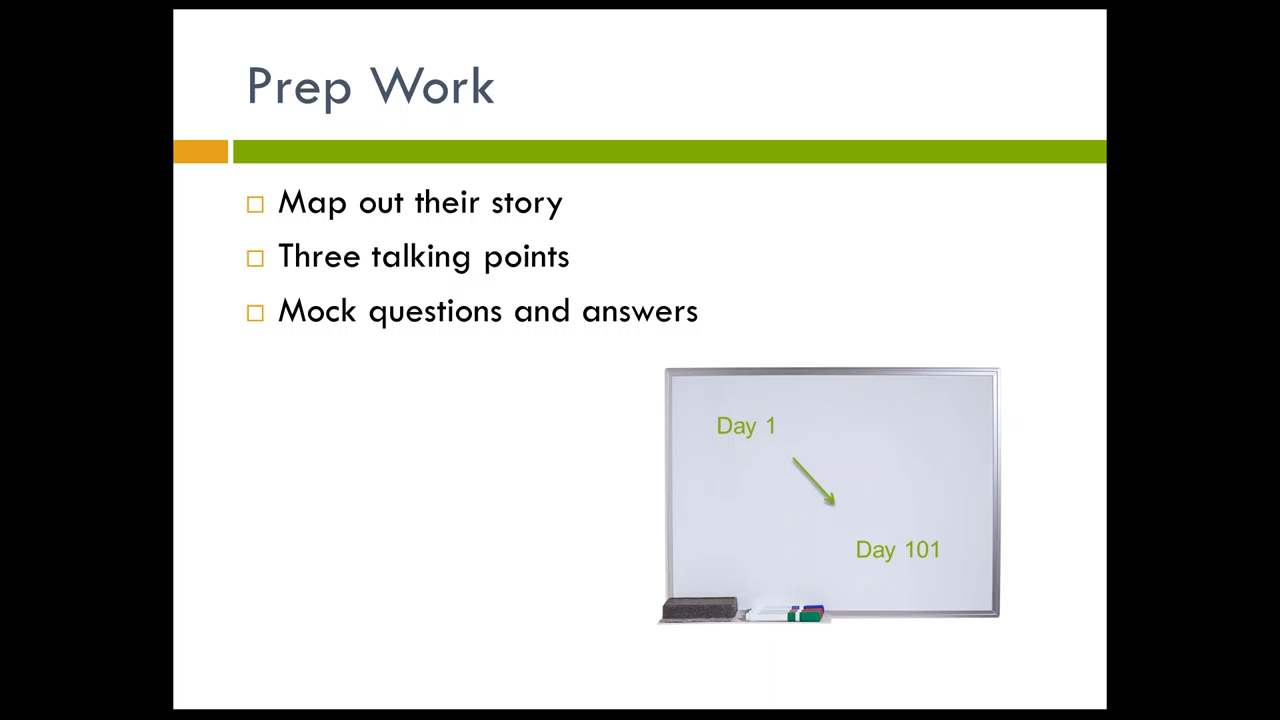 Prep Work
Map out their story
Three talking points
Mock questions and answers
Day 1
Day 101